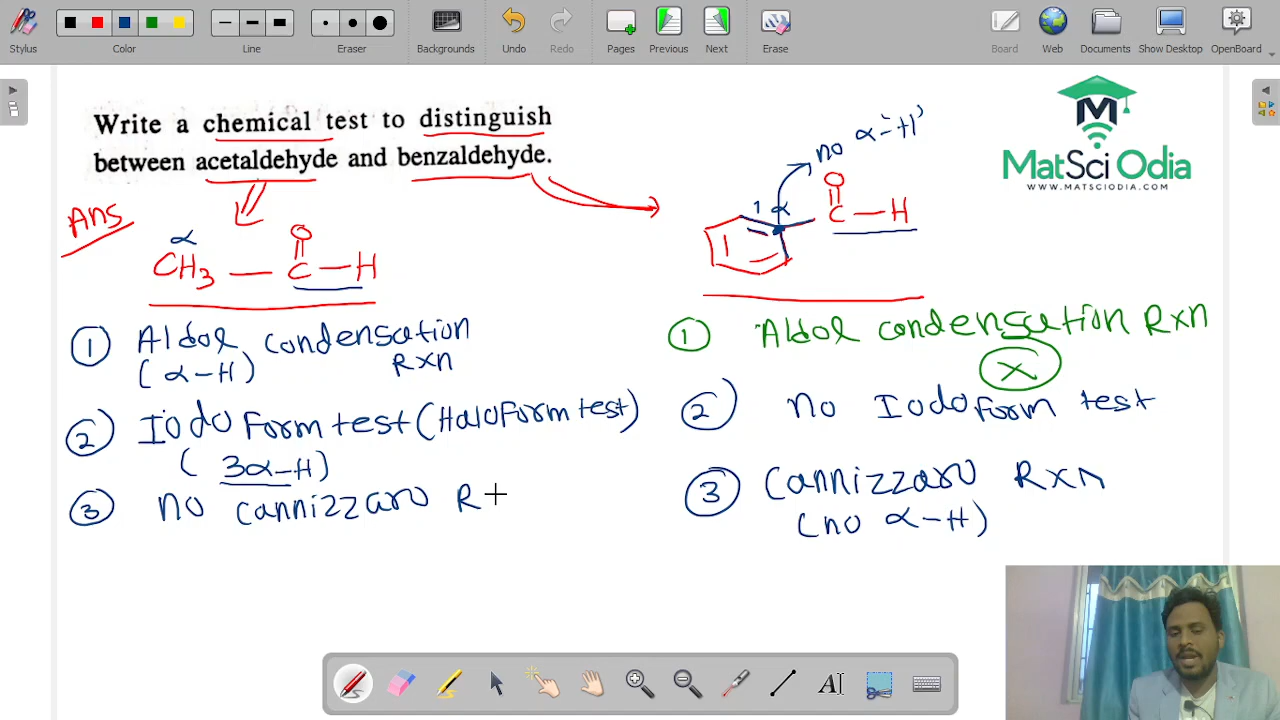 Stylus
Color
Line
Eraser
Backgrounds
Undo
Redo
Pages
Previous
Next
Erase
Board
Web
Documents
Show Desktop
OpenBoard
Write a chemical test to distinguish
between acetaldehyde and benzaldehyde.
M
MatSci Odia
WWW.MATSCIODIA.COM
Ans
α
O
CH3 — C — H
no α-H
1 α
O
C — H
① Aldol condensation
(α-H) Rxn
② Iodo Form test (Haloform test)
(3α-H)
③ no cannizzaro R
① Aldol condensation Rxn
X
② no Iodoform test
③ Cannizzaro Rxn
(no α-H)